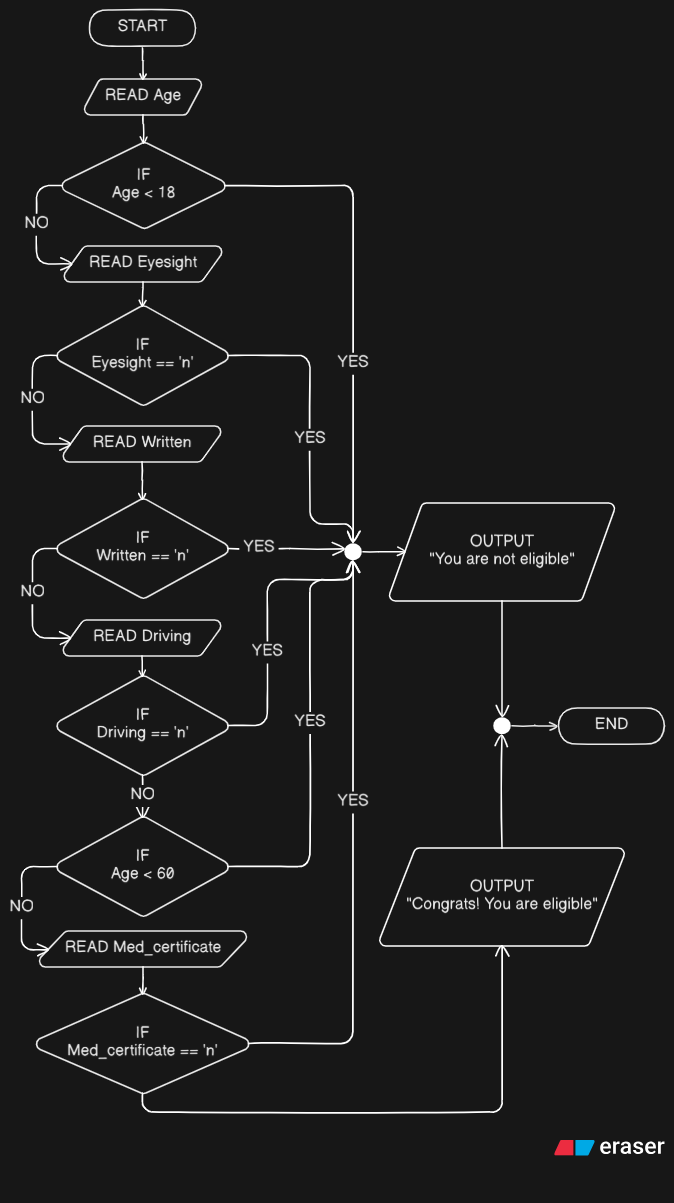 START
READ Age
IF
Age < 18
NO
READ Eyesight
IF
Eyesight == 'n'
YES
NO
YES
READ Written
IF
Written == 'n'
YES
OUTPUT
"You are not eligible"
NO
READ Driving
YES
IF
Driving == 'n'
YES
END
NO
YES
IF
Age < 60
OUTPUT
"Congrats! You are eligible"
NO
READ Med_certificate
IF
Med_certificate == 'n'
eraser